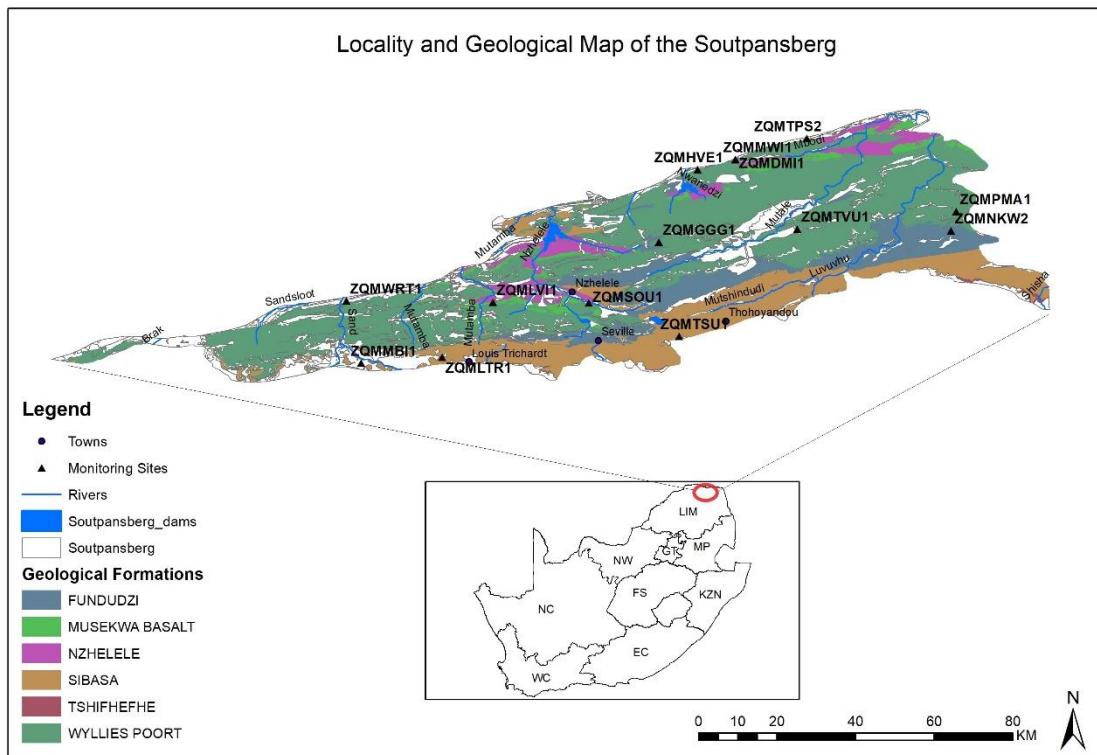 Locality and Geological Map of the Soutpansberg
ZQMTPS2
ZQMMWI1
Mbodi
ZQMHVE1
ZQMDMI1
Nwanedzi
ZQMPMA1
ZQMNKW2
Mutale
ZQMTVU1
ZQMGGG1
Mutamba
Nzhelele
Luvuvhu
Shisha
Nzhelele
Mutshindudi
ZQMWRT1
ZQMLVI1
ZQMSOU1
Sandsloot
Sand
Mutamba
Mutamba
Thohoyandou
ZQMTSU1
Brak
Seville
Louis Trichardt
ZQMMBI1
ZQMLTR1
Legend
Towns
Monitoring Sites
Rivers
Soutpansberg_dams
Soutpansberg
Geological Formations
FUNDUDZI
MUSEKWA BASALT
NZHELELE
SIBASA
TSHIFHEFHE
WYLLIES POORT
LIM
NW
GT
MP
NC
FS
KZN
EC
WC
N
0 5 10 20 40 60 80
KM